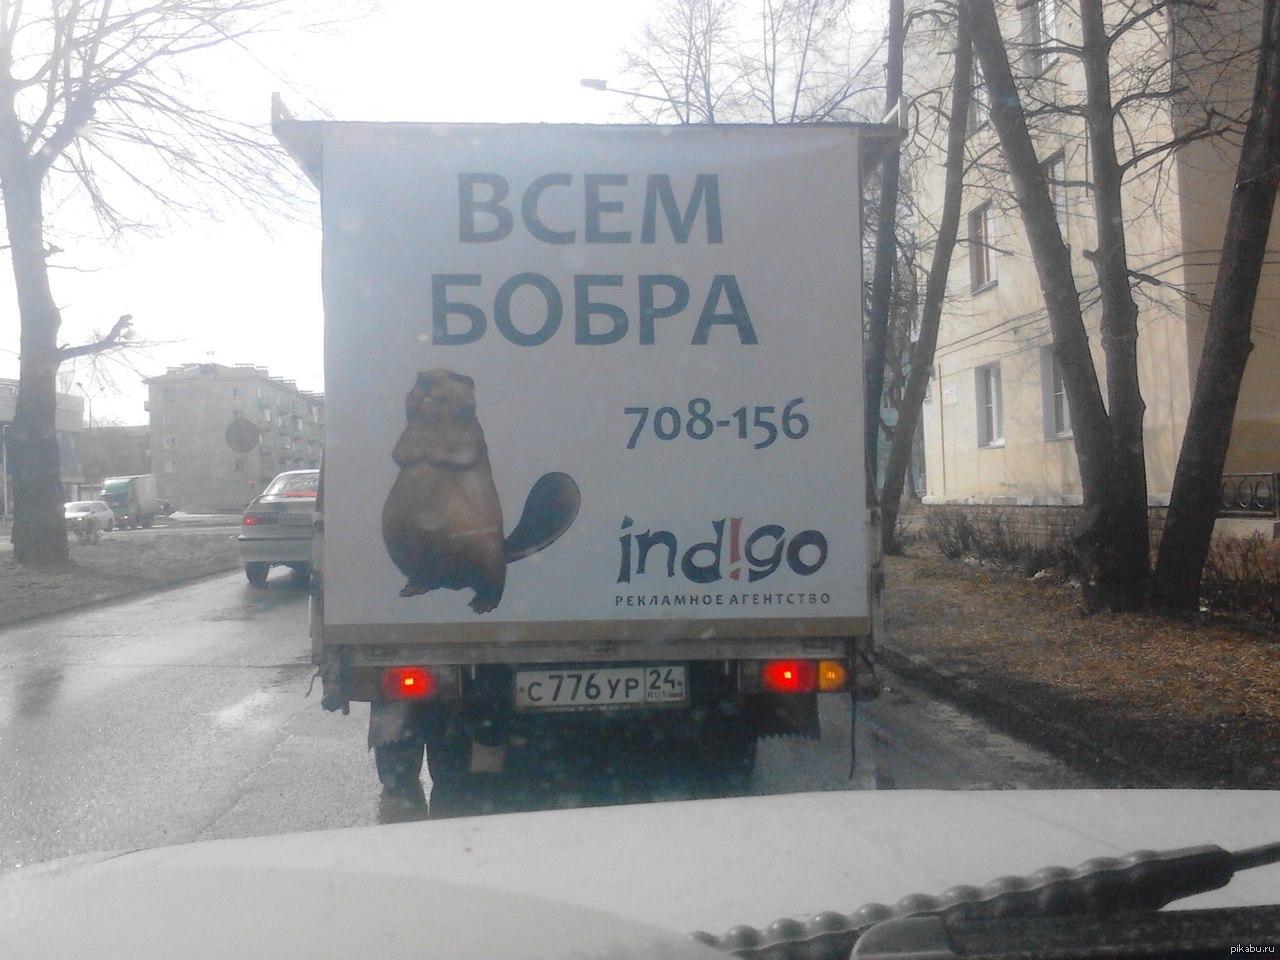 ВСЕМ
БОБРА
708-156
ind!go
РЕКЛАМНОЕ АГЕНТСТВО
С776УР 24
RUS
pikabu.ru